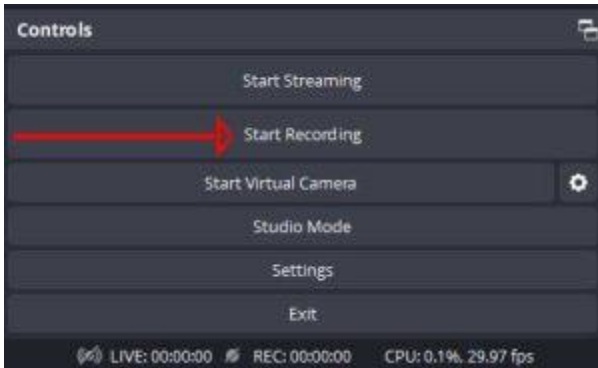 Controls
Start Streaming
Start Recording
Start Virtual Camera
Studio Mode
Settings
Exit
LIVE: 00:00:00 REC: 00:00:00 CPU: 0.1%, 29.97 fps